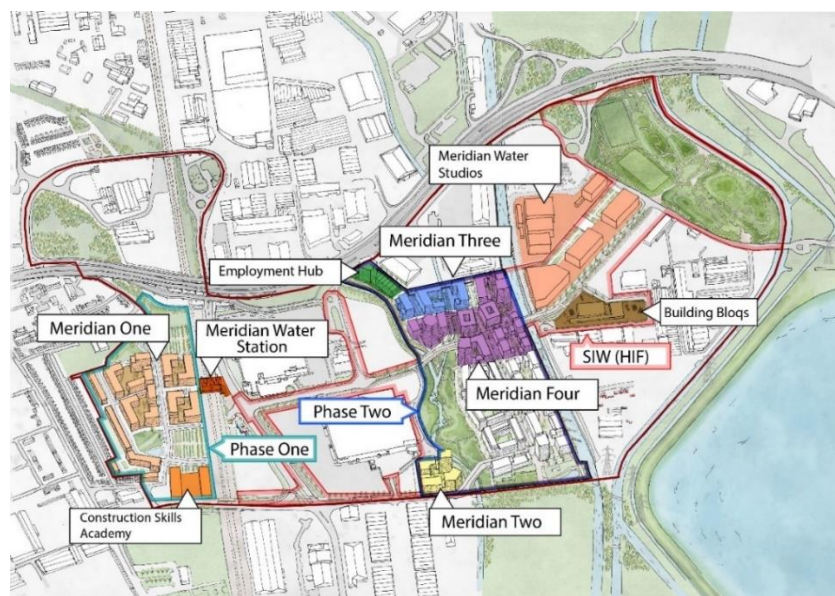 Meridian Water
Studios
Meridian Three
Employment Hub
Building Bloqs
Meridian One
Meridian Water
Station
SIW (HIF)
Meridian Four
Phase Two
Phase One
Construction Skills
Academy
Meridian Two